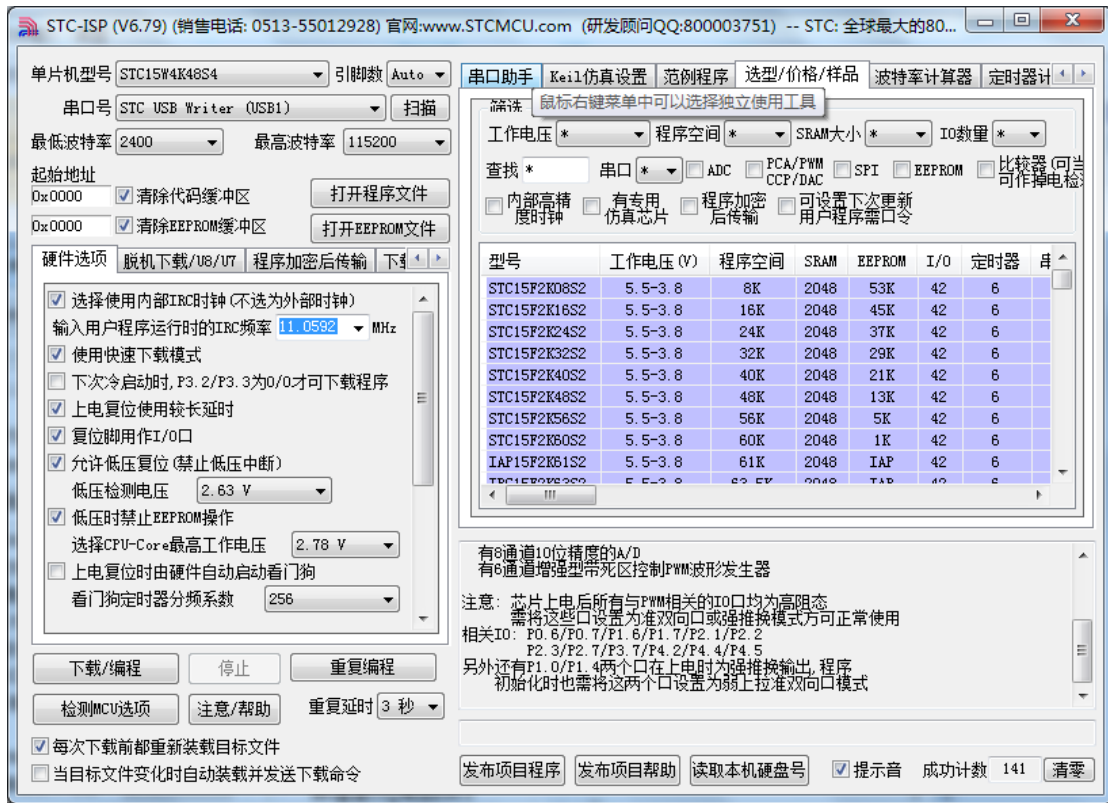 STC-ISP (V6.79) (销售电话: 0513-55012928) 官网:www.STCMCU.com (研发顾问QQ:800003751) -- STC: 全球最大的80...
单片机型号 STC15W4K48S4 引脚数 Auto
串口号 STC USB Writer (USB1) 扫描
最低波特率 2400 最高波特率 115200
起始地址
0x0000 清除代码缓冲区 打开程序文件
0x0000 清除EEPROM缓冲区 打开EEPROM文件
硬件选项 脱机下载/U8/U7 程序加密后传输
选择使用内部IRC时钟(不选为外部时钟)
输入用户程序运行时的IRC频率 11.0592 MHz
使用快速下载模式
下次冷启动时,P3.2/P3.3为0/0才可下载程序
上电复位使用较长延时
复位脚用作I/O口
允许低压复位(禁止低压中断)
低压检测电压 2.63 V
低压时禁止EEPROM操作
选择CPU-Core最高工作电压 2.78 V
上电复位时由硬件自动启动看门狗
看门狗定时器分频系数 256
下载/编程 停止 重复编程
检测MCU选项 注意/帮助 重复延时 3 秒
每次下载前都重新装载目标文件
当目标文件变化时自动装载并发送下载命令
串口助手 Keil仿真设置 范例程序 选型/价格/样品 波特率计算器 定时器计
筛选 鼠标右键菜单中可以选择独立使用工具
工作电压 * 程序空间 * SRAM大小 * IO数量 *
查找 * 串口 * ADC PCA/PWM CCP/DAC SPI EEPROM 比较器(可当 可作掉电检
内部高精度时钟 有专用仿真芯片 程序加密后传输 可设置下次更新用户程序需口令
型号 工作电压(V) 程序空间 SRAM EEPROM I/O 定时器
STC15F2K08S2 5.5-3.8 8K 2048 53K 42 6
STC15F2K16S2 5.5-3.8 16K 2048 45K 42 6
STC15F2K24S2 5.5-3.8 24K 2048 37K 42 6
STC15F2K32S2 5.5-3.8 32K 2048 29K 42 6
STC15F2K40S2 5.5-3.8 40K 2048 21K 42 6
STC15F2K48S2 5.5-3.8 48K 2048 13K 42 6
STC15F2K56S2 5.5-3.8 56K 2048 5K 42 6
STC15F2K60S2 5.5-3.8 60K 2048 1K 42 6
IAP15F2K61S2 5.5-3.8 61K 2048 IAP 42 6
有8通道10位精度的A/D
有6通道增强型带死区控制PWM波形发生器
注意: 芯片上电后所有与PWM相关的IO口均为高阻态
需将这些口设置为准双向口或强推挽模式方可正常使用
相关IO: P0.6/P0.7/P1.6/P1.7/P2.1/P2.2
P2.3/P2.7/P3.7/P4.2/P4.4/P4.5
另外还有P1.0/P1.4两个口在上电时为强推挽输出,程序
初始化时也需将这两个口设置为弱上拉准双向口模式
发布项目程序 发布项目帮助 读取本机硬盘号 提示音 成功计数 141 清零